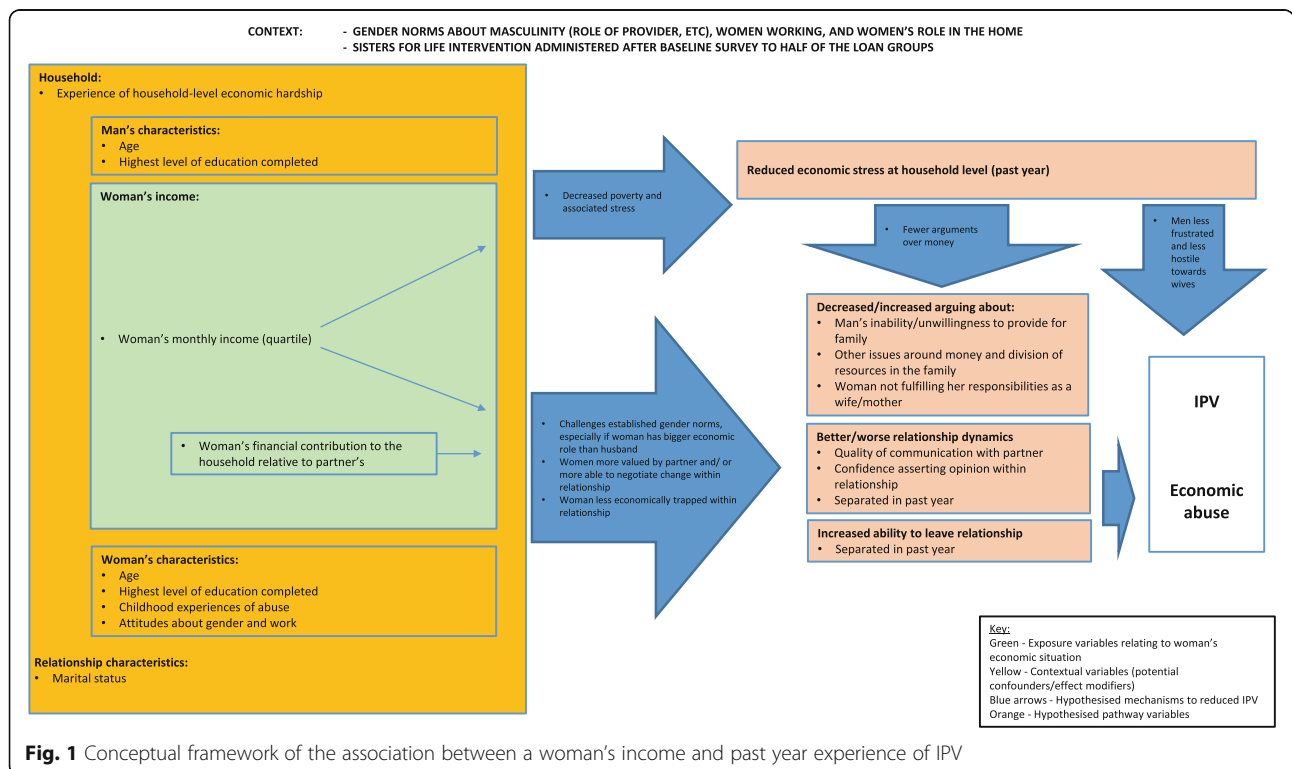 CONTEXT: - GENDER NORMS ABOUT MASCULINITY (ROLE OF PROVIDER, ETC), WOMEN WORKING, AND WOMEN'S ROLE IN THE HOME
- SISTERS FOR LIFE INTERVENTION ADMINISTERED AFTER BASELINE SURVEY TO HALF OF THE LOAN GROUPS
Household:
• Experience of household-level economic hardship
Man's characteristics:
• Age
• Highest level of education completed
Woman's income:
• Woman's monthly income (quartile)
• Woman's financial contribution to the
household relative to partner's
Woman's characteristics:
• Age
• Highest level of education completed
• Childhood experiences of abuse
• Attitudes about gender and work
Relationship characteristics:
• Marital status
• Decreased poverty and
associated stress
• Challenges established gender norms,
especially if woman has bigger economic
role than husband
• Women more valued by partner and/ or
more able to negotiate change within
relationship
• Woman less economically trapped within
relationship
Reduced economic stress at household level (past year)
• Fewer arguments
over money
• Men less
frustrated
and less
hostile
towards
wives
Decreased/increased arguing about:
• Man's inability/unwillingness to provide for
family
• Other issues around money and division of
resources in the family
• Woman not fulfilling her responsibilities as a
wife/mother
Better/worse relationship dynamics
• Quality of communication with partner
• Confidence asserting opinion within
relationship
• Separated in past year
Increased ability to leave relationship
• Separated in past year
IPV
Economic
abuse
Key:
Green - Exposure variables relating to woman's
economic situation
Yellow - Contextual variables (potential
confounders/effect modifiers)
Blue arrows - Hypothesised mechanisms to reduced IPV
Orange - Hypothesised pathway variables
Fig. 1 Conceptual framework of the association between a woman's income and past year experience of IPV